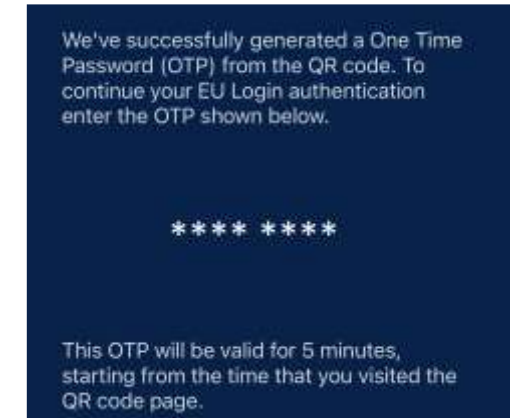 We've successfully generated a One Time
Password (OTP) from the QR code. To
continue your EU Login authentication
enter the OTP shown below.
**** ****
This OTP will be valid for 5 minutes,
starting from the time that you visited the
QR code page.